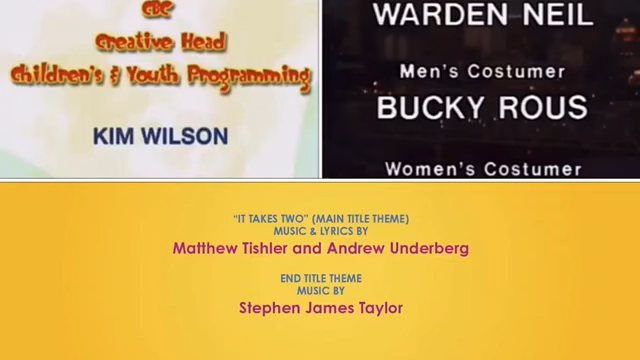 CBC
Creative Head
Children's & Youth Programming
KIM WILSON
WARDEN NEIL
Men's Costumer
BUCKY ROUS
Women's Costumer
“IT TAKES TWO” (MAIN TITLE THEME)
MUSIC & LYRICS BY
Matthew Tishler and Andrew Underberg
END TITLE THEME
MUSIC BY
Stephen James Taylor